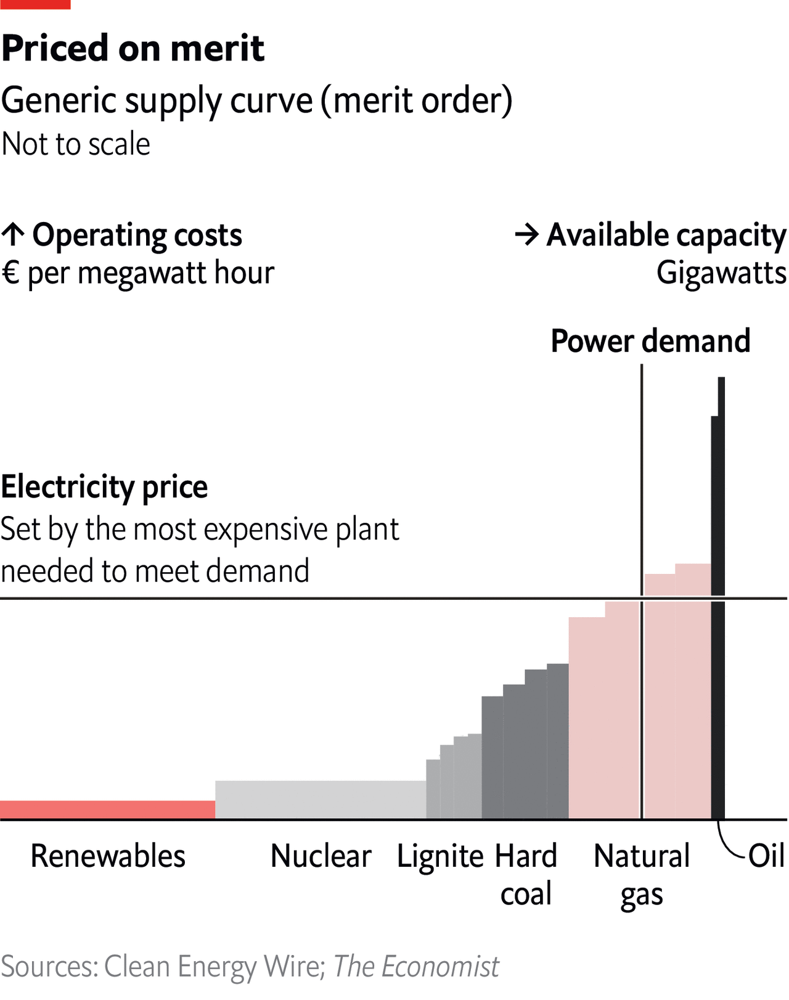 Priced on merit
Generic supply curve (merit order)
Not to scale
↑ Operating costs
€ per megawatt hour
→ Available capacity
Gigawatts
Power demand
Electricity price
Set by the most expensive plant
needed to meet demand
Renewables
Nuclear
Lignite
Hard
coal
Natural
gas
Oil
Sources: Clean Energy Wire; The Economist